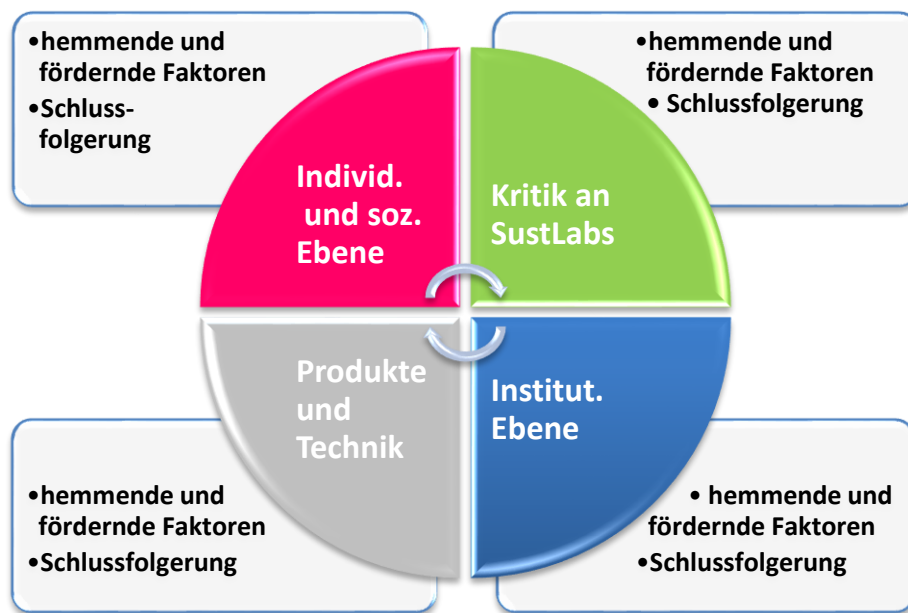 •hemmende und
fördernde Faktoren
•Schluss-
folgerung
•hemmende und
fördernde Faktoren
• Schlussfolgerung
Individ.
und soz.
Ebene
Kritik an
SustLabs
Produkte
und
Technik
Institut.
Ebene
•hemmende und
fördernde Faktoren
•Schlussfolgerung
• hemmende und
fördernde Faktoren
•Schlussfolgerung